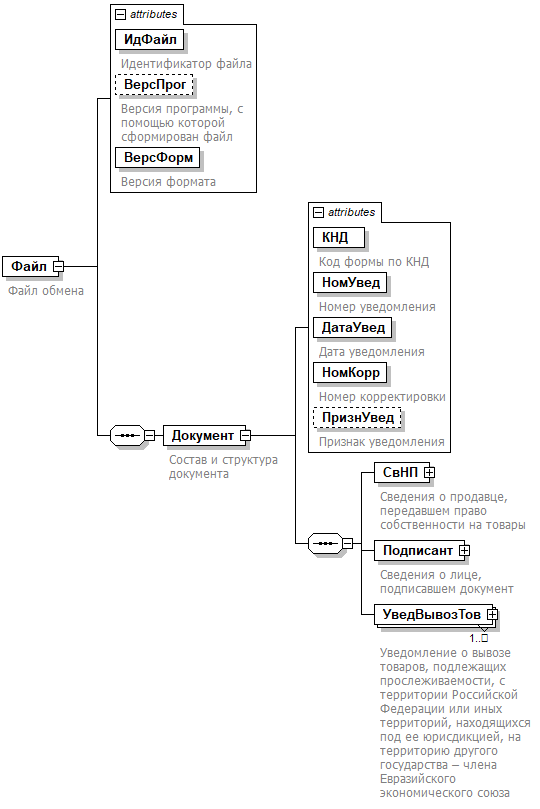 attributes
ИдФайл
Идентификатор файла
ВерсПрог
Версия программы, с
помощью которой
сформирован файл
ВерсФорм
Версия формата
Файл
Файл обмена
attributes
КНД
Код формы по КНД
НомУвед
Номер уведомления
ДатаУвед
Дата уведомления
НомКорр
Номер корректировки
ПризнУвед
Признак уведомления
Документ
Состав и структура
документа
СвНП
Сведения о продавце,
передавшем право
собственности на товары
Подписант
Сведения о лице,
подписавшем документ
УведВывозТов
1..□
Уведомление о вывозе
товаров, подлежащих
прослеживаемости, с
территории Российской
Федерации или иных
территорий, находящихся
под ее юрисдикцией, на
территорию другого
государства – члена
Евразийского
экономического союза